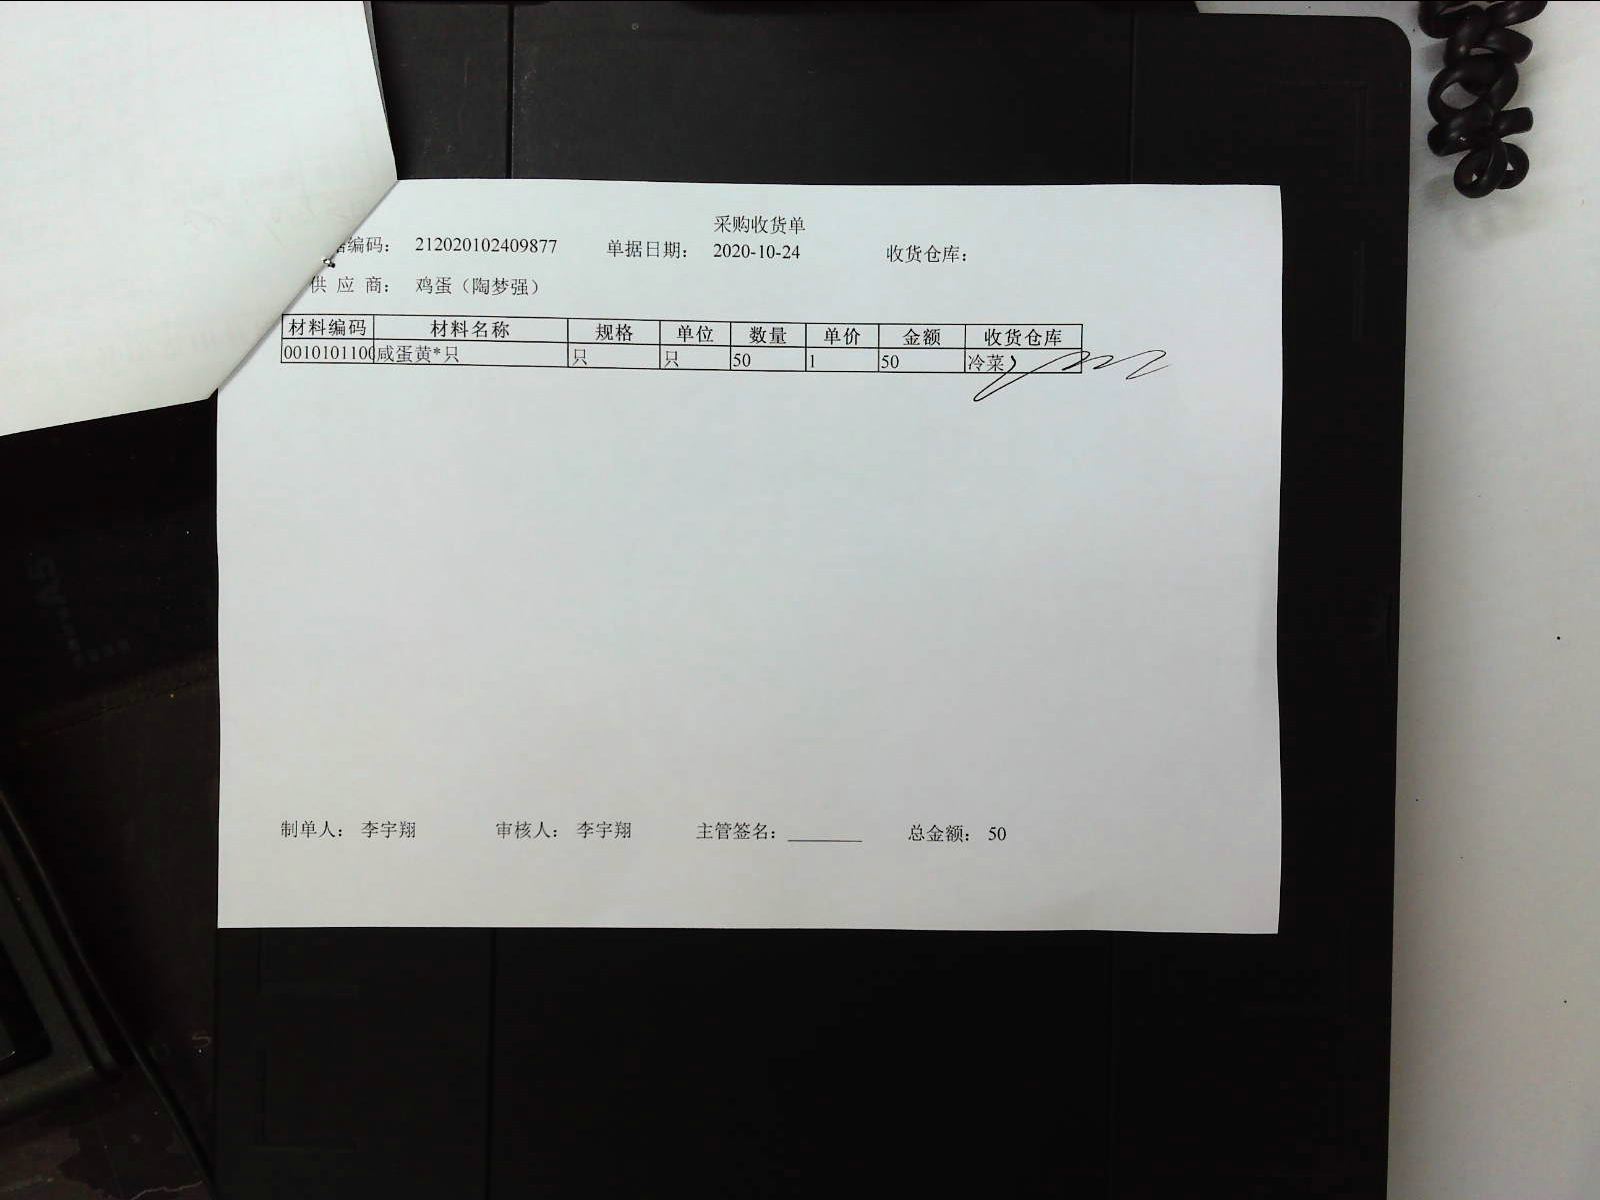 采购收货单
编码： 212020102409877 单据日期： 2020-10-24 收货仓库：
供 应 商： 鸡蛋（陶梦强）
材料编码 材料名称 规格 单位 数量 单价 金额 收货仓库
0010101100 咸蛋黄*只 只 只 50 1 50 冷菜
制单人： 李宇翔 审核人： 李宇翔 主管签名： 总金额： 50